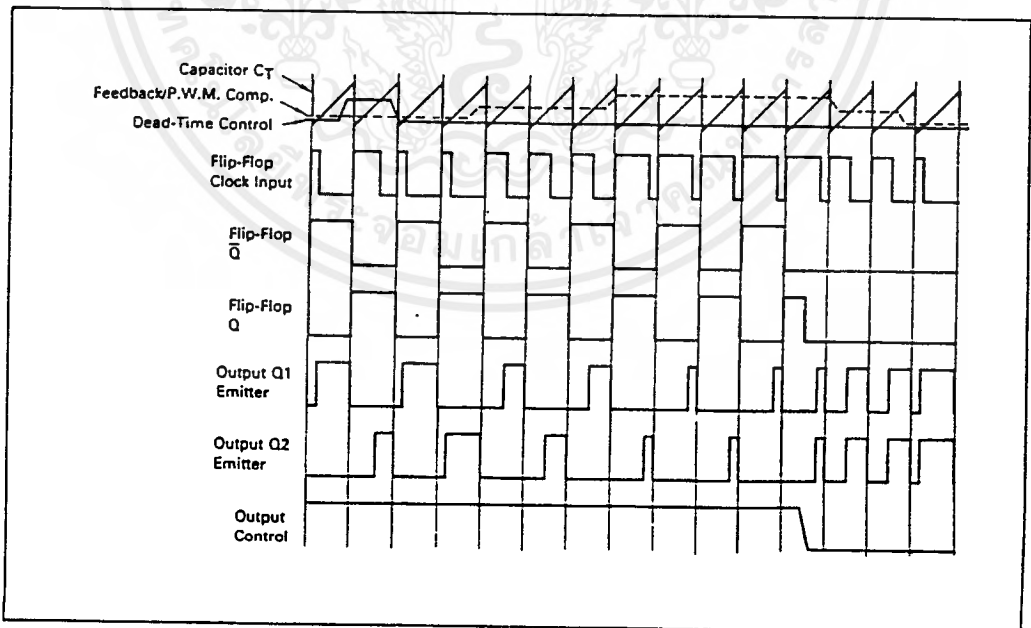 Capacitor CT
Feedback/P.W.M. Comp.
Dead-Time Control
Flip-Flop
Clock Input
Flip-Flop
Q̅
Flip-Flop
Q
Output Q1
Emitter
Output Q2
Emitter
Output
Control